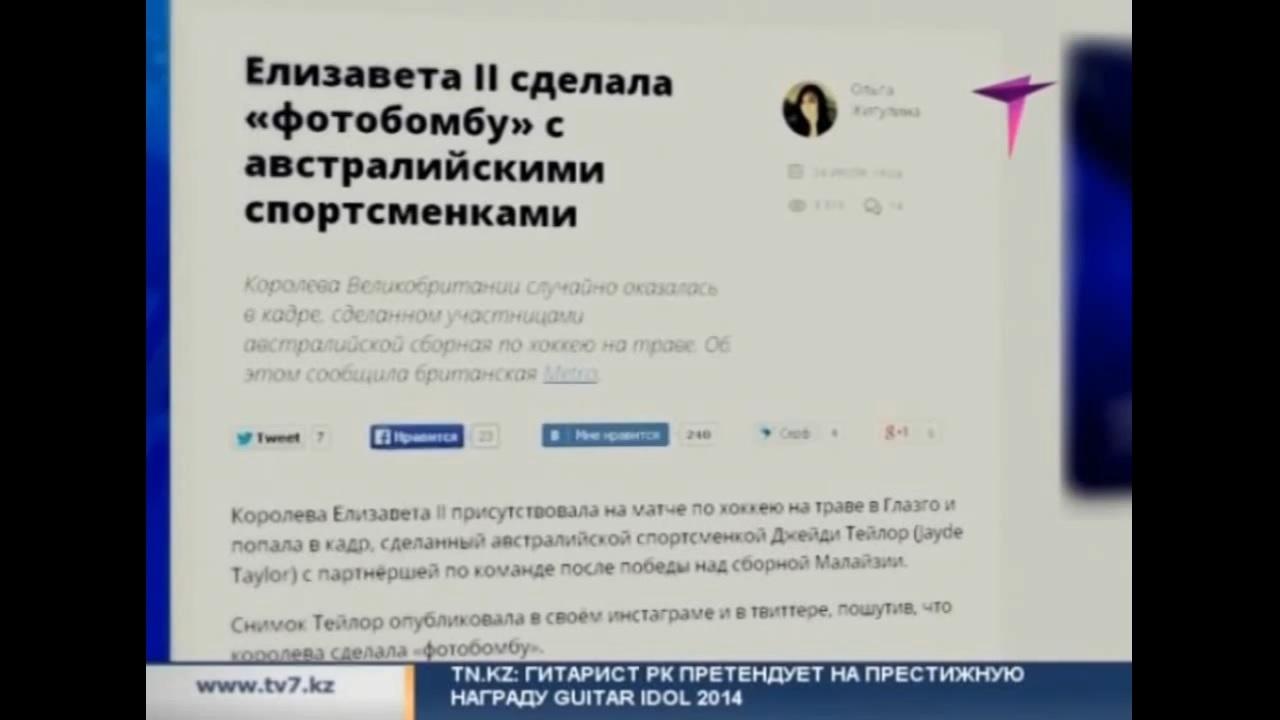 Елизавета II сделала
«фотобомбу» с
австралийскими
спортсменками
Ольга
Жигулина
Королева Великобритании случайно оказалась
в кадре, сделанном участницами
австралийской сборная по хоккею на траве. Об
этом сообщила британская Metro.
Tweet 7
Нравится 23
Мне нравится 240
Серф 4
g+1
Королева Елизавета II присутствовала на матче по хоккею на траве в Глазго и
попала в кадр, сделанный австралийской спортсменкой Джейди Тейлор (Jayde
Taylor) с партнёршей по команде после победы над сборной Малайзии.
Снимок Тейлор опубликовала в своём инстаграме и в твиттере, пошутив, что
королева сделала «фотобомбу».
www.tv7.kz
TN.KZ: ГИТАРИСТ РК ПРЕТЕНДУЕТ НА ПРЕСТИЖНУЮ
НАГРАДУ GUITAR IDOL 2014